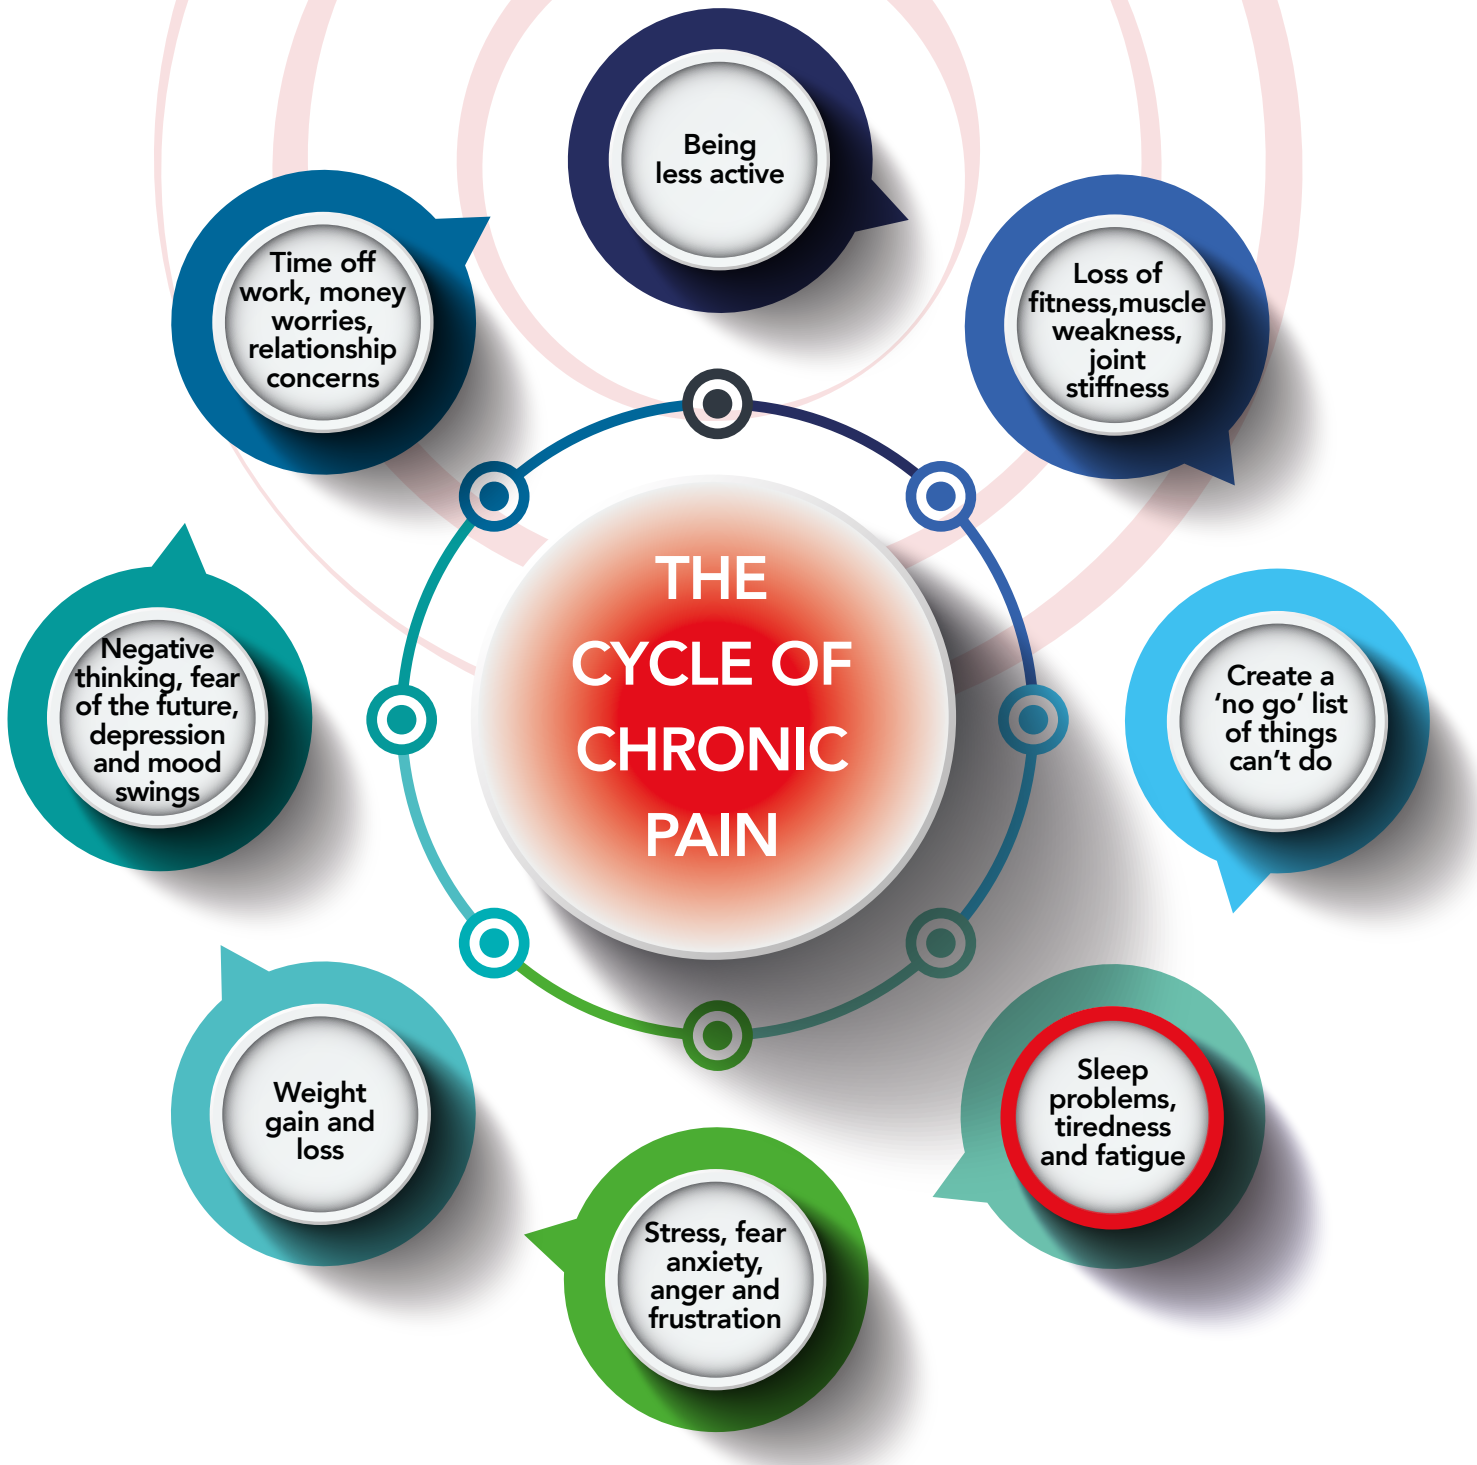 Being
less active
Loss of
fitness,muscle
weakness,
joint
stiffness
Create a
‘no go’ list
of things
can’t do
Sleep
problems,
tiredness
and fatigue
Stress, fear
anxiety,
anger and
frustration
Weight
gain and
loss
Negative
thinking, fear
of the future,
depression
and mood
swings
Time off
work, money
worries,
relationship
concerns
THE
CYCLE OF
CHRONIC
PAIN